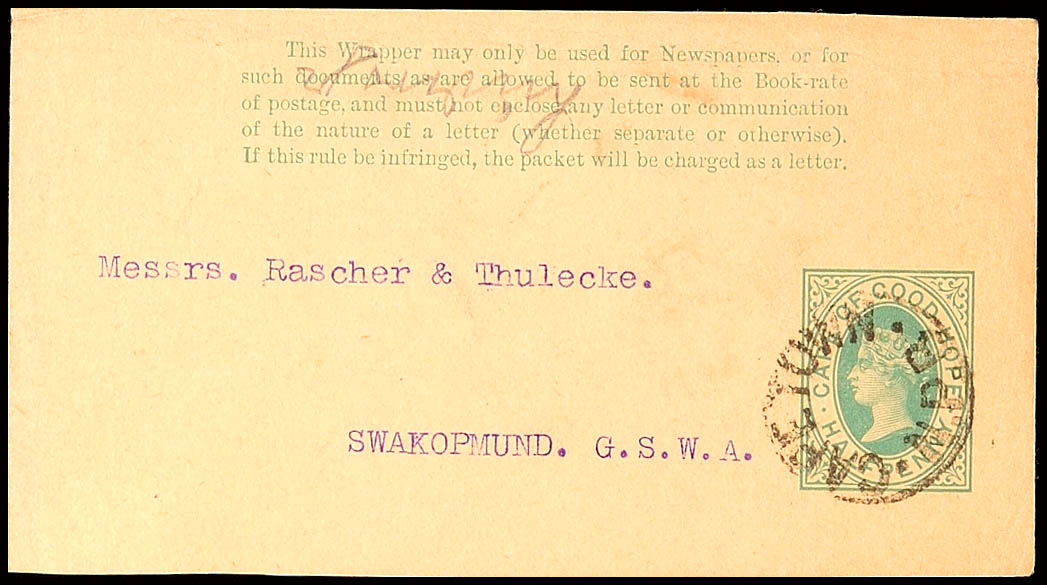 This Wrapper may only be used for Newspapers, or for
such documents as are allowed to be sent at the Book-rate
of postage, and must not enclose any letter or communication
of the nature of a letter (whether separate or otherwise).
If this rule be infringed, the packet will be charged as a letter.
Messrs. Rascher & Thulecke.
CAPE OF GOOD HOPE
HALFPENNY
CAPE TOWN
SWAKOPMUND. G.S.W.A.